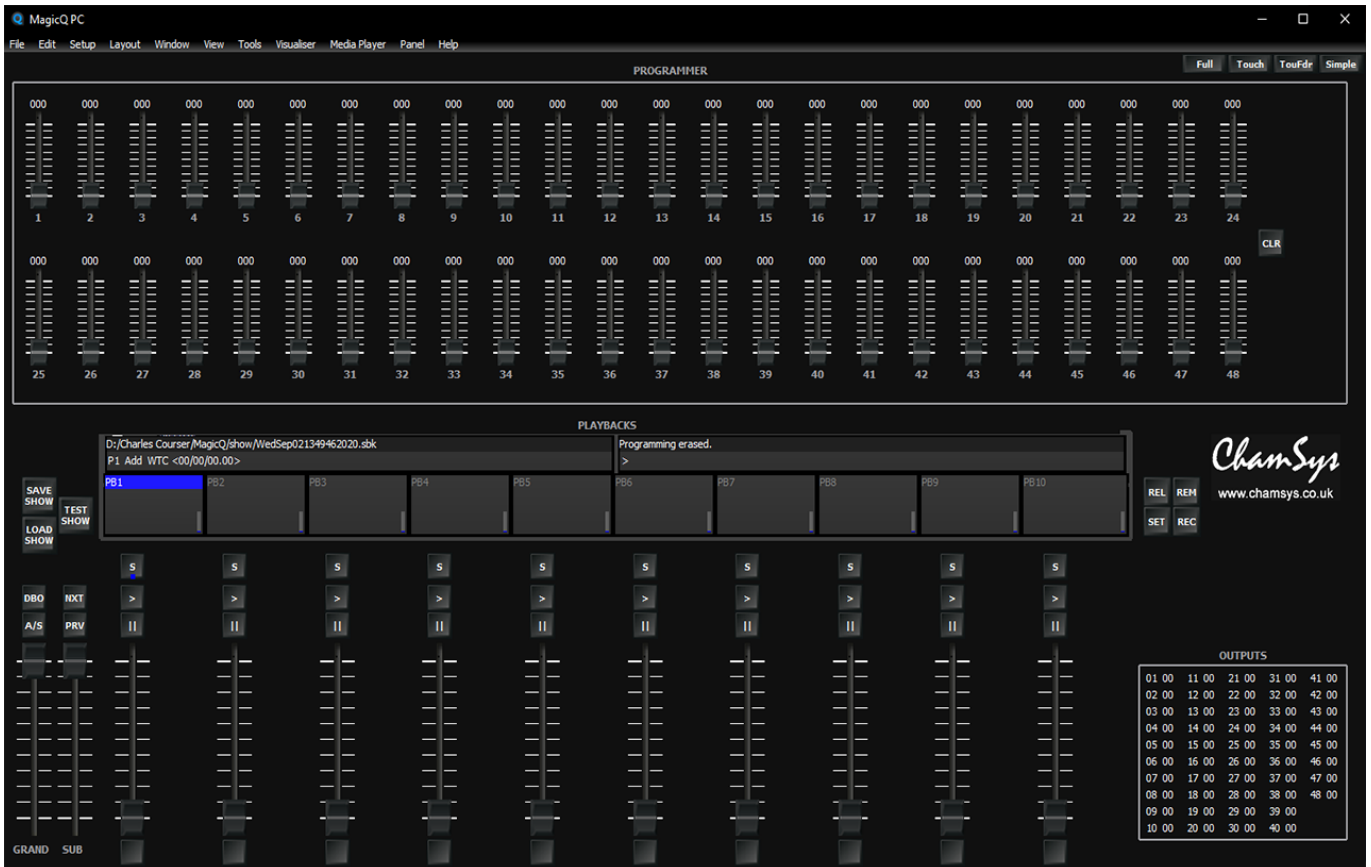 MagicQ PC
File Edit Setup Layout Window View Tools Visualiser Media Player Panel Help
PROGRAMMER
Full Touch TouFdr Simple
000 000 000 000 000 000 000 000 000 000 000 000 000 000 000 000 000 000 000 000 000 000 000 000
1 2 3 4 5 6 7 8 9 10 11 12 13 14 15 16 17 18 19 20 21 22 23 24
CLR
000 000 000 000 000 000 000 000 000 000 000 000 000 000 000 000 000 000 000 000 000 000 000 000
25 26 27 28 29 30 31 32 33 34 35 36 37 38 39 40 41 42 43 44 45 46 47 48
PLAYBACKS
D:/Charles Courser/MagicQ/show/WedSep021349462020.sbk
Programming erased.
P1 Add WTC <00/00/00.00>
>
ChamSys
www.chamsys.co.uk
PB1 PB2 PB3 PB4 PB5 PB6 PB7 PB8 PB9 PB10
SAVE
SHOW
TEST
SHOW
LOAD
SHOW
REL REM
SET REC
S S S S S S S S S S
DBO NXT > > > > > > > > > >
A/S PRV || || || || || || || || || ||
OUTPUTS
01 00 11 00 21 00 31 00 41 00
02 00 12 00 22 00 32 00 42 00
03 00 13 00 23 00 33 00 43 00
04 00 14 00 24 00 34 00 44 00
05 00 15 00 25 00 35 00 45 00
06 00 16 00 26 00 36 00 46 00
07 00 17 00 27 00 37 00 47 00
08 00 18 00 28 00 38 00 48 00
09 00 19 00 29 00 39 00
10 00 20 00 30 00 40 00
GRAND SUB